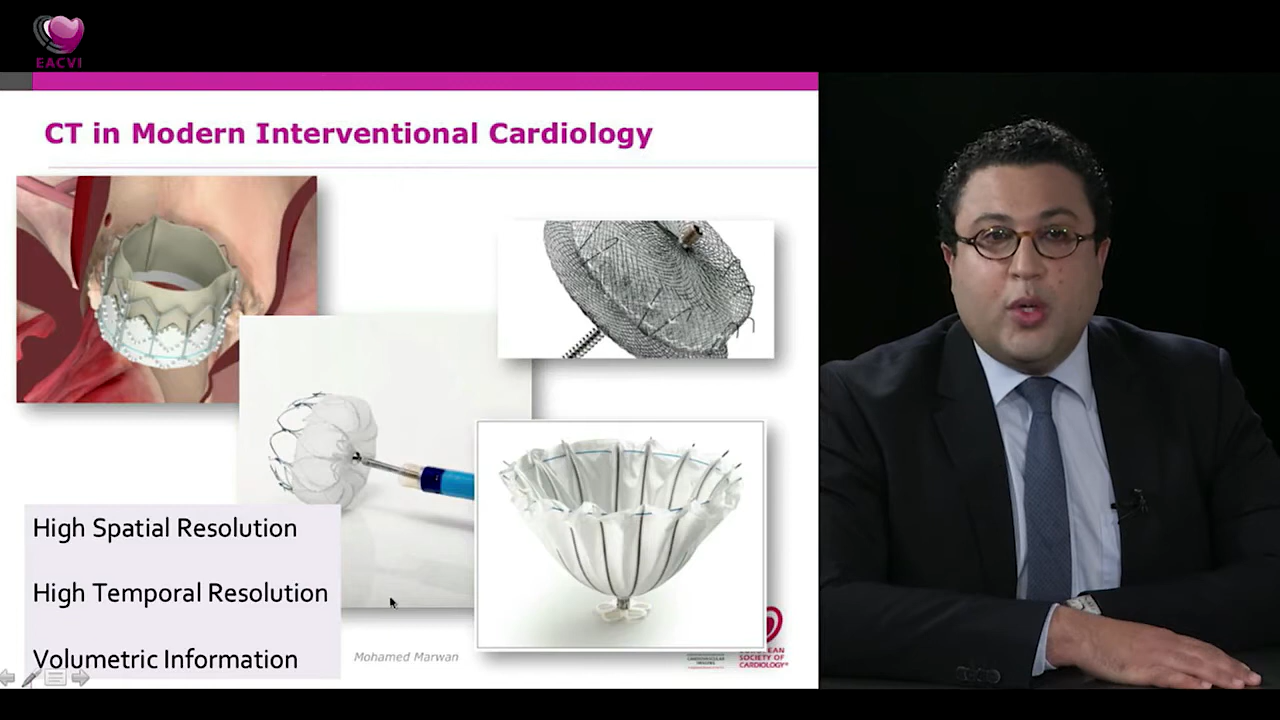 EACVI
CT in Modern Interventional Cardiology
High Spatial Resolution
High Temporal Resolution
Volumetric Information
Mohamed Marwan
SOCIETY OF
CARDIOLOGY®